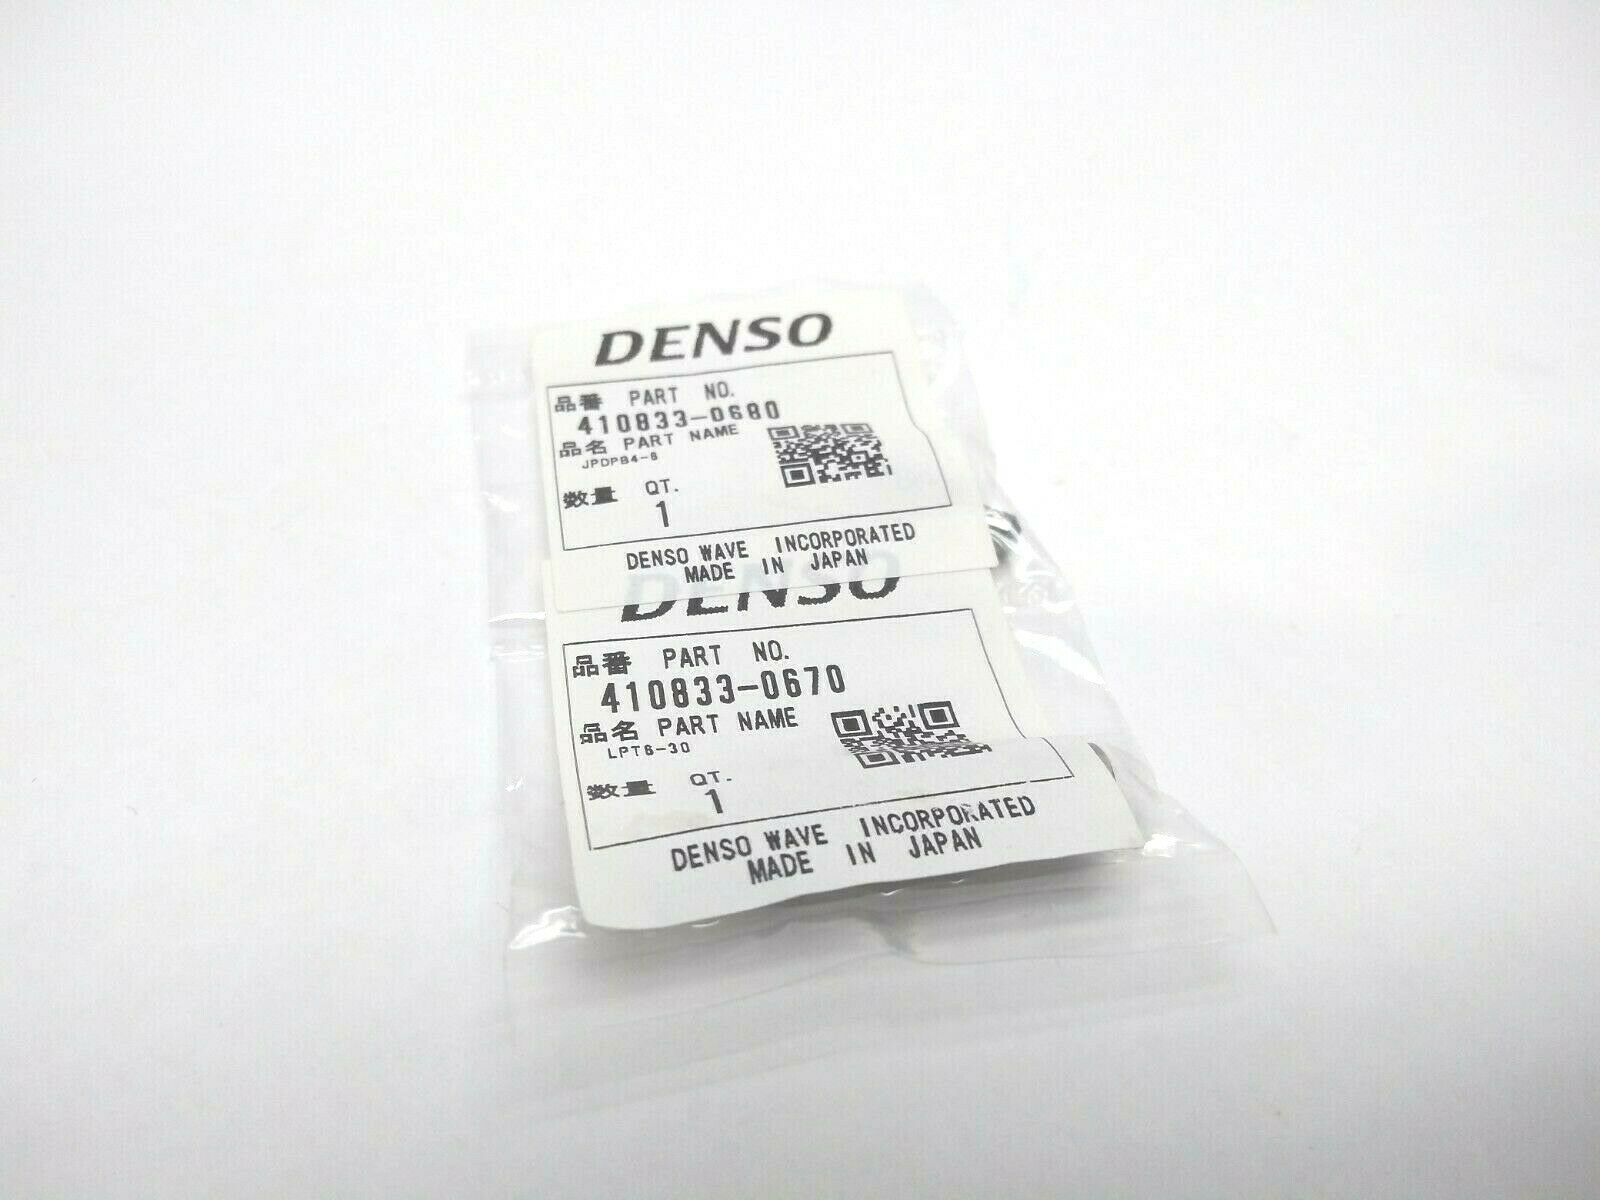 DENSO
品番 PART NO.
410833-0680
品名 PART NAME
JPDPB4-6
数量 QT.
1
DENSO WAVE INCORPORATED
MADE IN JAPAN
DENSO
品番 PART NO.
410833-0670
品名 PART NAME
LPT6-30
数量 QT.
1
DENSO WAVE INCORPORATED
MADE IN JAPAN